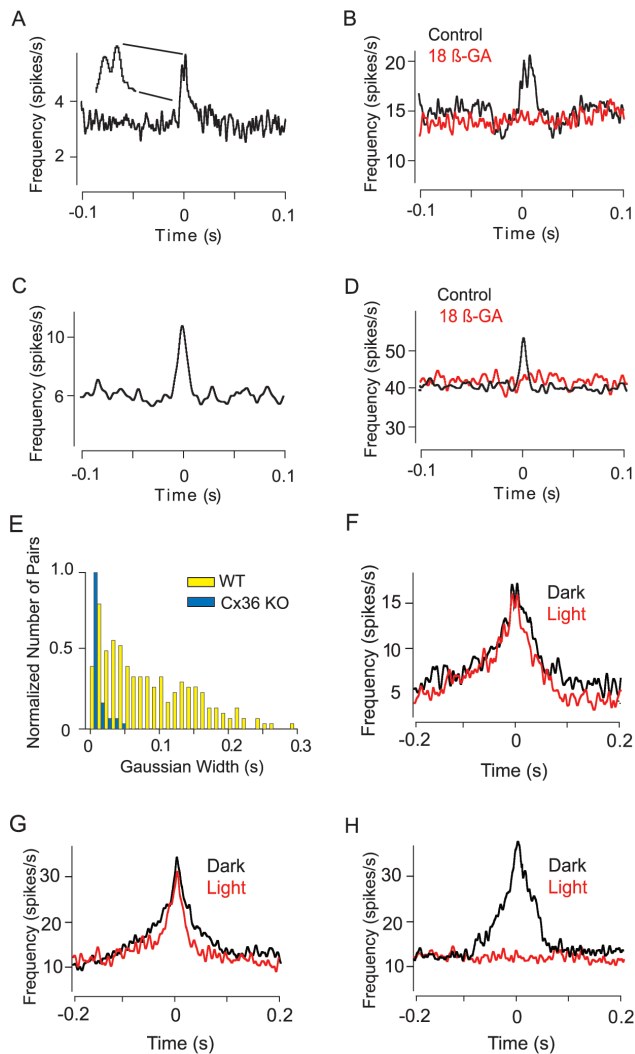 A
Frequency (spikes/s)
4
2
-0.1
0
0.1
Time (s)
B
Control
18 ß-GA
Frequency (spikes/s)
20
15
10
-0.1
0
0.1
Time (s)
C
Frequency (spikes/s)
10
6
-0.1
0
0.1
Time (s)
D
Control
18 ß-GA
Frequency (spikes/s)
50
40
30
-0.1
0
0.1
Time (s)
E
Normalized Number of Pairs
1.0
0.5
0
WT
Cx36 KO
0
0.1
0.2
0.3
Gaussian Width (s)
F
Frequency (spikes/s)
15
10
5
Dark
Light
-0.2
0
0.2
Time (s)
G
Frequency (spikes/s)
30
20
10
Dark
Light
-0.2
0
0.2
Time (s)
H
Frequency (spikes/s)
30
20
10
Dark
Light
-0.2
0
0.2
Time (s)